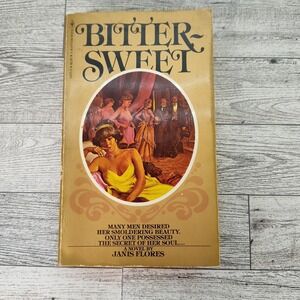 BITTER-
SWEET
MANY MEN DESIRED
HER SMOLDERING BEAUTY.
ONLY ONE POSSESSED
THE SECRET OF HER SOUL...
A NOVEL BY
JANIS FLORES